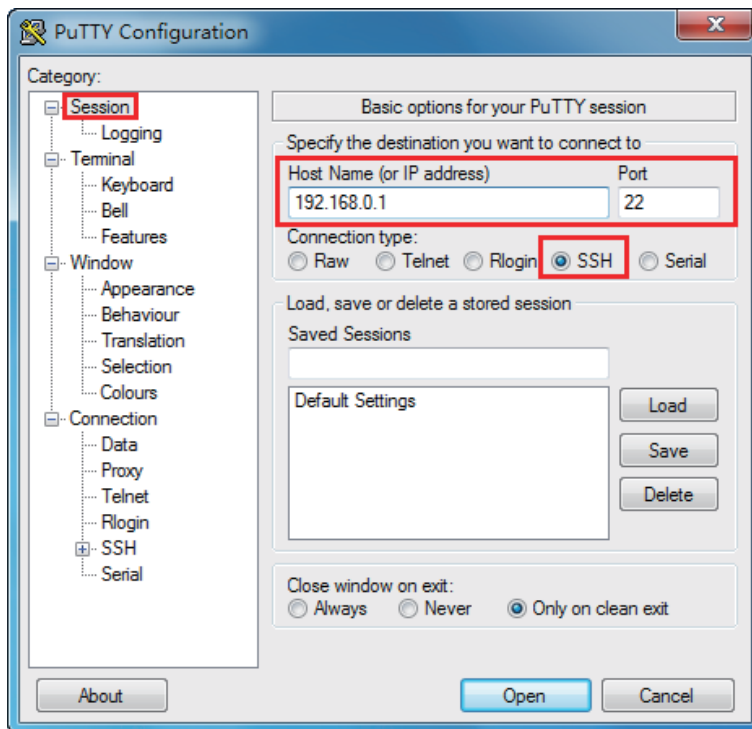 PuTTY Configuration
Category:
Session
Logging
Terminal
Keyboard
Bell
Features
Window
Appearance
Behaviour
Translation
Selection
Colours
Connection
Data
Proxy
Telnet
Rlogin
SSH
Serial
Basic options for your PuTTY session
Specify the destination you want to connect to
Host Name (or IP address) Port
192.168.0.1 22
Connection type:
Raw Telnet Rlogin SSH Serial
Load, save or delete a stored session
Saved Sessions
Default Settings
Load
Save
Delete
Close window on exit:
Always Never Only on clean exit
About Open Cancel